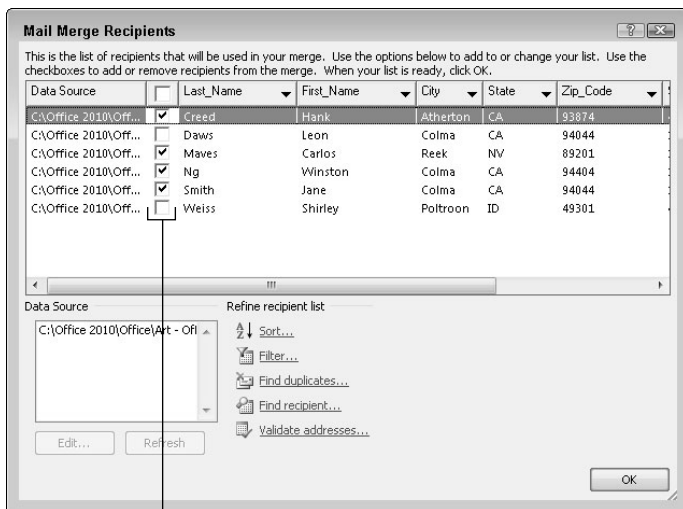 Mail Merge Recipients
This is the list of recipients that will be used in your merge. Use the options below to add to or change your list. Use the
checkboxes to add or remove recipients from the merge. When your list is ready, click OK.
Data Source Last_Name First_Name City State Zip_Code
C:\Office 2010\Off... Creed Hank Atherton CA 93874
C:\Office 2010\Off... Daws Leon Colma CA 94044
C:\Office 2010\Off... Maves Carlos Reek NV 89201
C:\Office 2010\Off... Ng Winston Colma CA 94404
C:\Office 2010\Off... Smith Jane Colma CA 94044
C:\Office 2010\Off... Weiss Shirley Poltroon ID 49301
Data Source
C:\Office 2010\Office\Art - Ofi
Edit... Refresh
Refine recipient list
Sort...
Filter...
Find duplicates...
Find recipient...
Validate addresses...
OK